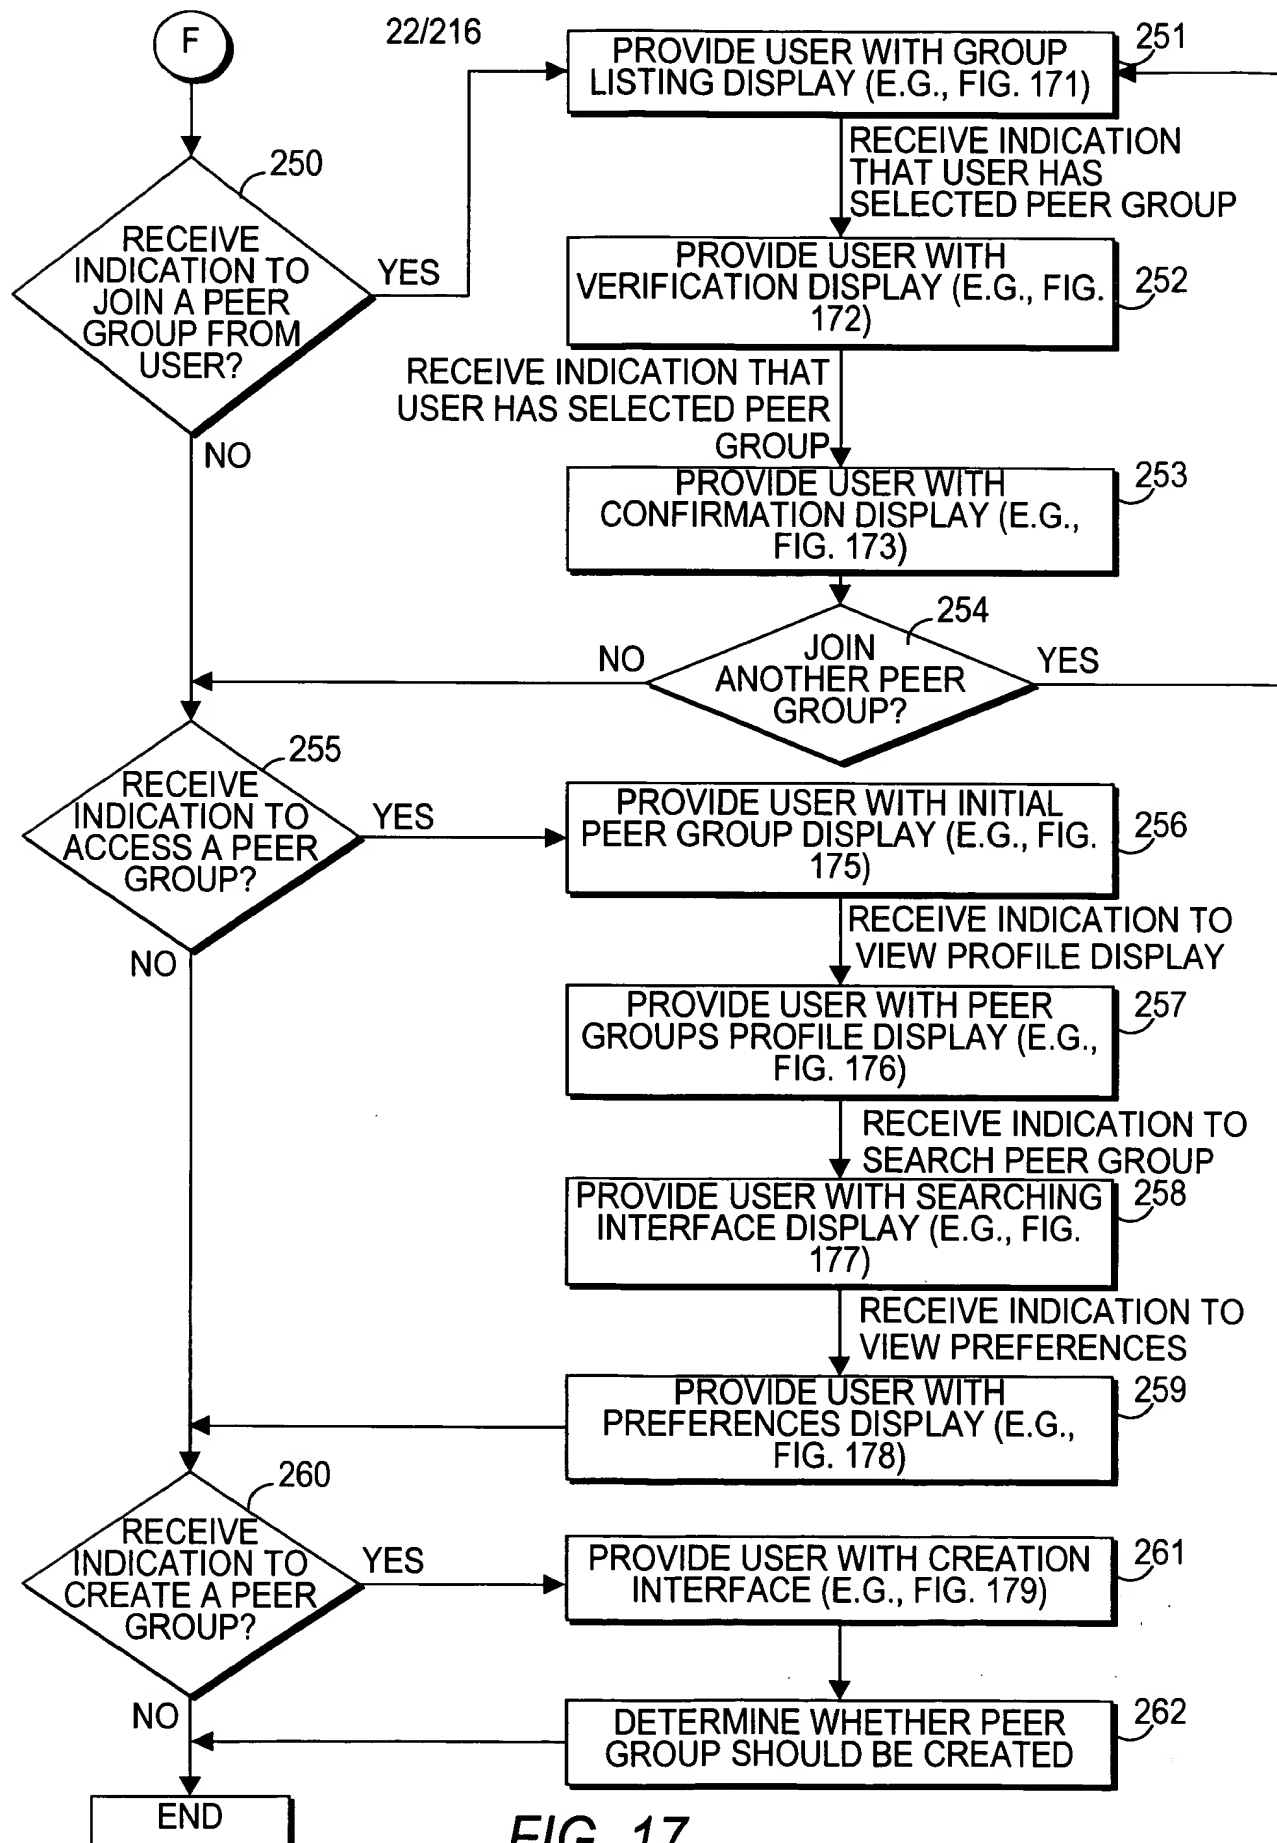 F
22/216
PROVIDE USER WITH GROUP
LISTING DISPLAY (E.G., FIG. 171)
251
RECEIVE INDICATION
THAT USER HAS
SELECTED PEER GROUP
250
RECEIVE
INDICATION TO
JOIN A PEER
GROUP FROM
USER?
YES
NO
PROVIDE USER WITH
VERIFICATION DISPLAY (E.G., FIG.
172)
252
RECEIVE INDICATION THAT
USER HAS SELECTED PEER
GROUP
PROVIDE USER WITH
CONFIRMATION DISPLAY (E.G.,
FIG. 173)
253
254
JOIN
ANOTHER PEER
GROUP?
NO
YES
255
RECEIVE
INDICATION TO
ACCESS A PEER
GROUP?
YES
NO
PROVIDE USER WITH INITIAL
PEER GROUP DISPLAY (E.G., FIG.
175)
256
RECEIVE INDICATION TO
VIEW PROFILE DISPLAY
PROVIDE USER WITH PEER
GROUPS PROFILE DISPLAY (E.G.,
FIG. 176)
257
RECEIVE INDICATION TO
SEARCH PEER GROUP
PROVIDE USER WITH SEARCHING
INTERFACE DISPLAY (E.G., FIG.
177)
258
RECEIVE INDICATION TO
VIEW PREFERENCES
PROVIDE USER WITH
PREFERENCES DISPLAY (E.G.,
FIG. 178)
259
260
RECEIVE
INDICATION TO
CREATE A PEER
GROUP?
YES
NO
PROVIDE USER WITH CREATION
INTERFACE (E.G., FIG. 179)
261
DETERMINE WHETHER PEER
GROUP SHOULD BE CREATED
262
END
FIG. 17